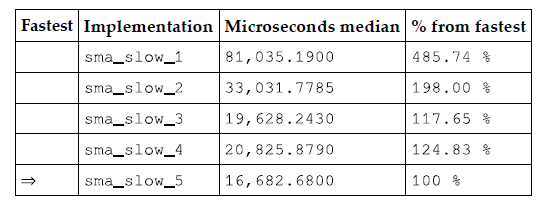 Fastest Implementation Microseconds median % from fastest
sma_slow_1 81,035.1900 485.74 %
sma_slow_2 33,031.7785 198.00 %
sma_slow_3 19,628.2430 117.65 %
sma_slow_4 20,825.8790 124.83 %
⇒ sma_slow_5 16,682.6800 100 %